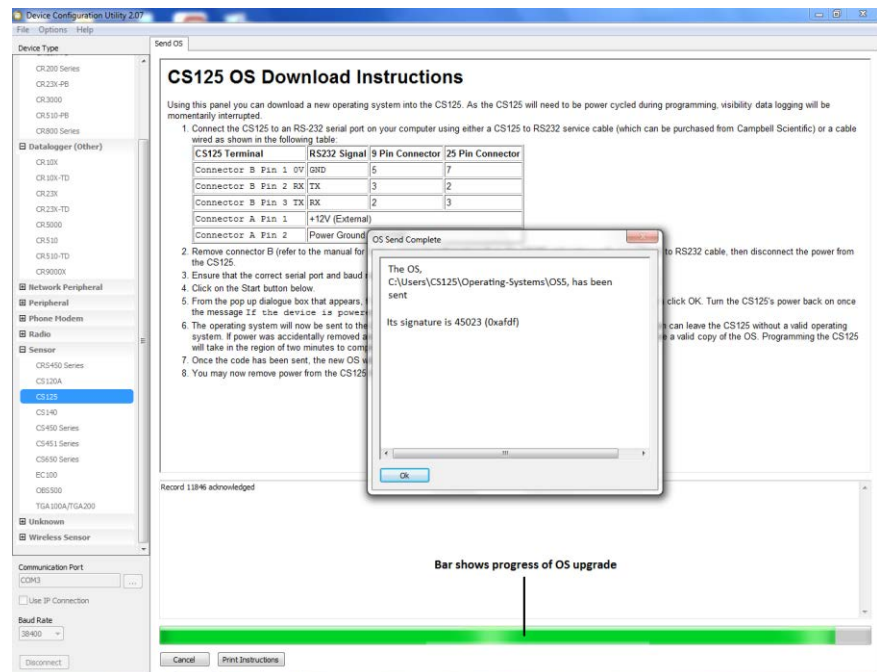 Device Configuration Utility 2.07
File Options Help
Device Type
CR200 Series
CR23X-PB
CR3000
CR510-PB
CR800 Series
Datalogger (Other)
CR10X
CR10X-TD
CR23X
CR23X-TD
CR5000
CR510
CR510-TD
CR9000X
Network Peripheral
Peripheral
Phone Modem
Radio
Sensor
CRS450 Series
CS120A
CS125
CS140
CS450 Series
CS451 Series
CS650 Series
EC100
OBS500
TGA100A/TGA200
Unknown
Wireless Sensor
Communication Port
COM3
...
Use IP Connection
Baud Rate
38400
Disconnect
Send OS
CS125 OS Download Instructions
Using this panel you can download a new operating system into the CS125. As the CS125 will need to be power cycled during programming, visibility data logging will be
momentarily interrupted.
1. Connect the CS125 to an RS-232 serial port on your computer using either a CS125 to RS232 service cable (which can be purchased from Campbell Scientific) or a cable
wired as shown in the following table:
CS125 Terminal RS232 Signal 9 Pin Connector 25 Pin Connector
Connector B Pin 1 0V GND 5 7
Connector B Pin 2 RX TX 3 2
Connector B Pin 3 TX RX 2 3
Connector A Pin 1 +12V (External)
Connector A Pin 2 Power Ground
2. Remove connector B (refer to the manual for to RS232 cable, then disconnect the power from
the CS125.
3. Ensure that the correct serial port and baud
4. Click on the Start button below.
5. From the pop up dialogue box that appears, click OK. Turn the CS125's power back on once
the message If the device is power
6. The operating system will now be sent to the can leave the CS125 without a valid operating
system. If power was accidentally removed a valid copy of the OS. Programming the CS125
will take in the region of two minutes to
7. Once the code has been sent, the new OS
8. You may now remove power from the CS125
OS Send Complete
The OS,
C:\Users\CS125\Operating-Systems\OS5, has been
sent
Its signature is 45023 (0xafdf)
Ok
Record 11846 acknowledged
Bar shows progress of OS upgrade
Cancel Print Instructions